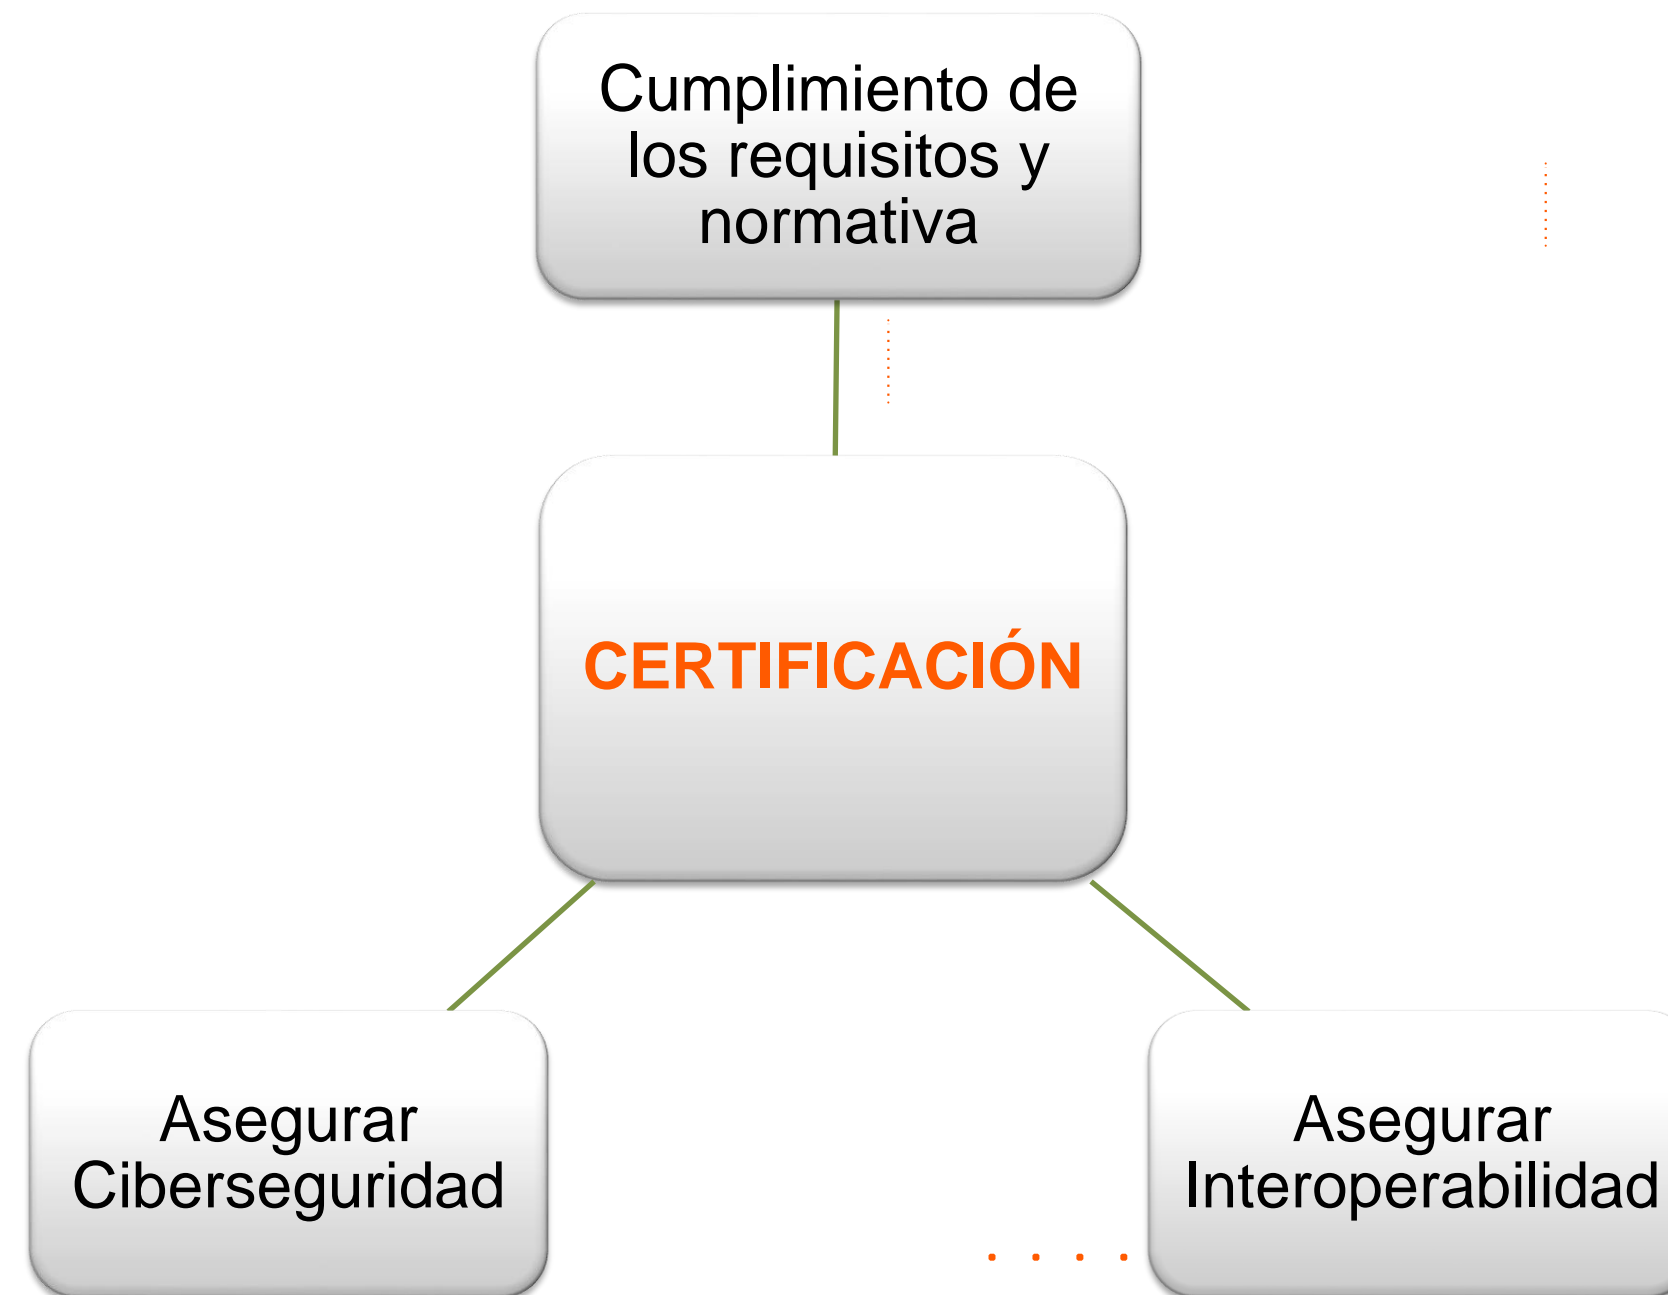 Cumplimiento de
los requisitos y
normativa
CERTIFICACIÓN
Asegurar
Ciberseguridad
Asegurar
Interoperabilidad